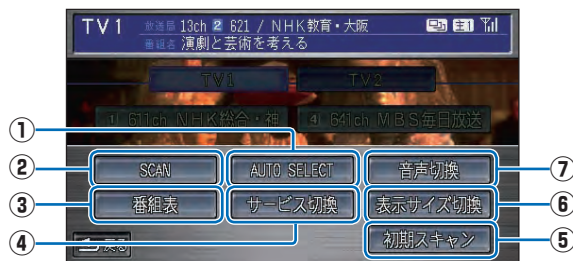 TV1 放送局 13ch 2 621 / NHK教育・大阪 主1
番組名 演劇と芸術を考える
TV1 TV2
1 611ch NHK総合・神 4 641ch MBS毎日放送
① ② SCAN AUTO SELECT 音声切換 ⑦
③ 番組表 サービス切換 表示サイズ切換 ⑥
④ 戻る 初期スキャン ⑤